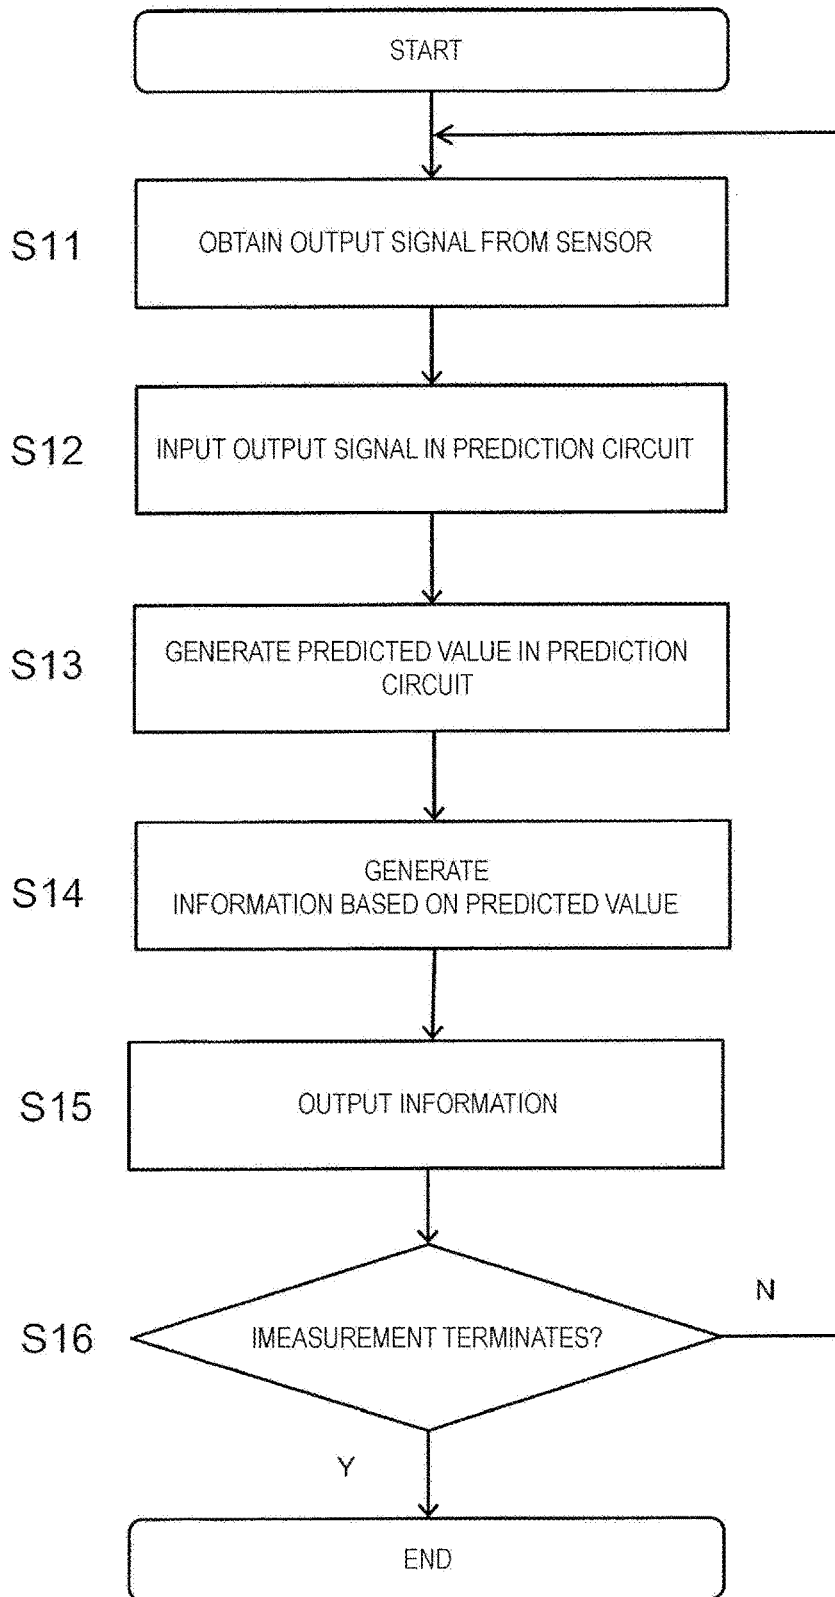 START
S11
OBTAIN OUTPUT SIGNAL FROM SENSOR
S12
INPUT OUTPUT SIGNAL IN PREDICTION CIRCUIT
S13
GENERATE PREDICTED VALUE IN PREDICTION
CIRCUIT
S14
GENERATE
INFORMATION BASED ON PREDICTED VALUE
S15
OUTPUT INFORMATION
S16
IMEASUREMENT TERMINATES?
N
Y
END